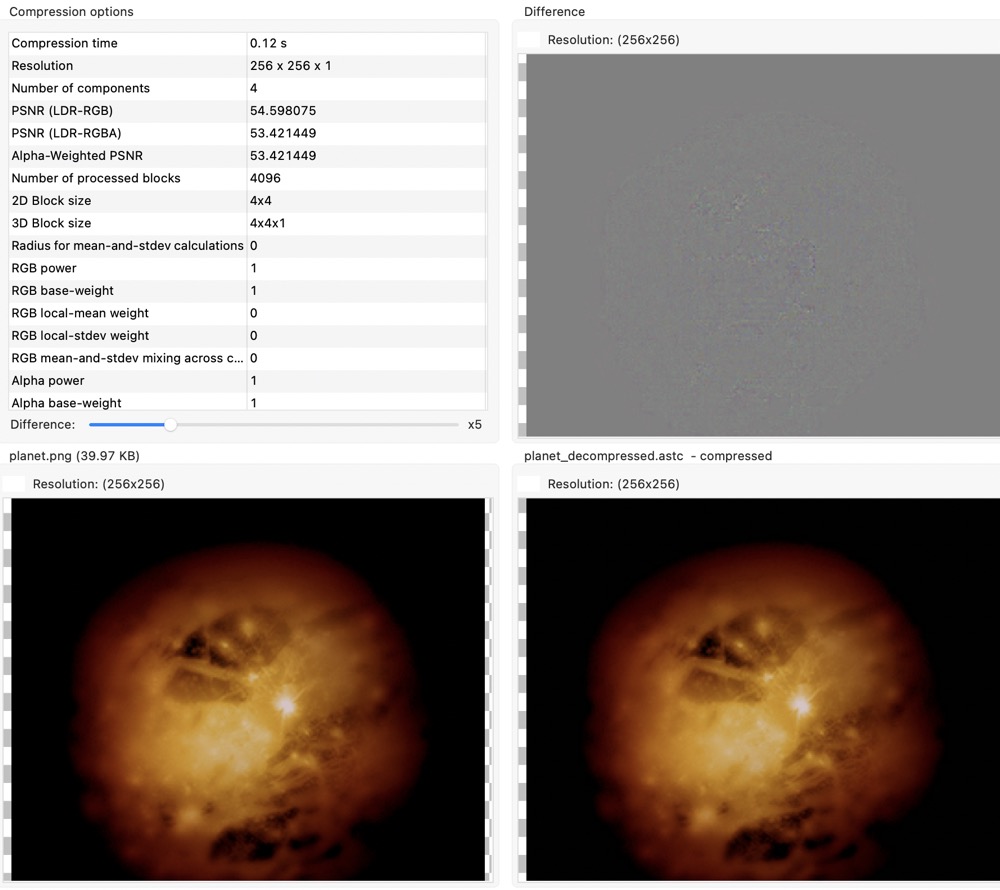 Compression options
Compression time 0.12 s
Resolution 256 x 256 x 1
Number of components 4
PSNR (LDR-RGB) 54.598075
PSNR (LDR-RGBA) 53.421449
Alpha-Weighted PSNR 53.421449
Number of processed blocks 4096
2D Block size 4x4
3D Block size 4x4x1
Radius for mean-and-stdev calculations 0
RGB power 1
RGB base-weight 1
RGB local-mean weight 0
RGB local-stdev weight 0
RGB mean-and-stdev mixing across c... 0
Alpha power 1
Alpha base-weight 1
Difference: x5
Difference
Resolution: (256x256)
planet.png (39.97 KB)
Resolution: (256x256)
planet_decompressed.astc - compressed
Resolution: (256x256)